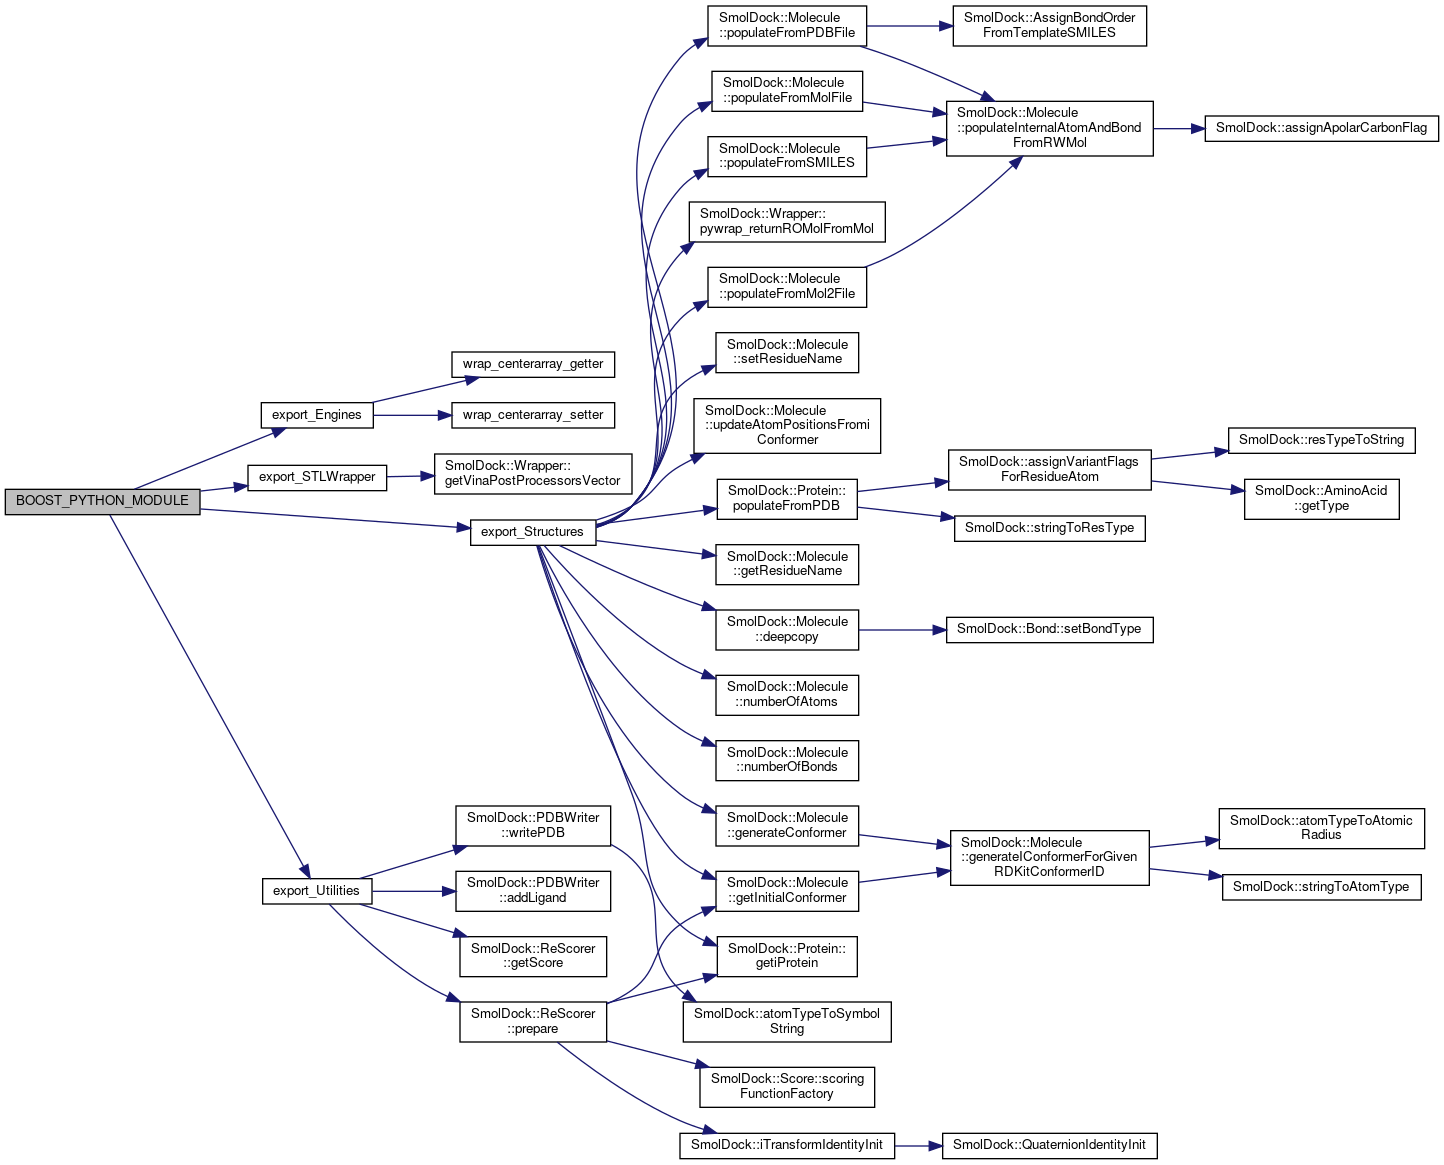 BOOST_PYTHON_MODULE
export_Engines
wrap_centerarray_getter
wrap_centerarray_setter
export_STLWrapper
SmolDock::Wrapper::
getVinaPostProcessorsVector
export_Structures
SmolDock::Molecule
::populateFromPDBFile
SmolDock::AssignBondOrder
FromTemplateSMILES
SmolDock::Molecule
::populateFromMolFile
SmolDock::Molecule
::populateInternalAtomAndBond
FromRWMol
SmolDock::assignApolarCarbonFlag
SmolDock::Molecule
::populateFromSMILES
SmolDock::Wrapper::
pywrap_returnROMolFromMol
SmolDock::Molecule
::populateFromMol2File
SmolDock::Molecule
::setResidueName
SmolDock::Molecule
::updateAtomPositionsFromi
Conformer
SmolDock::Protein::
populateFromPDB
SmolDock::assignVariantFlags
ForResidueAtom
SmolDock::resTypeToString
SmolDock::AminoAcid
::getType
SmolDock::stringToResType
SmolDock::Molecule
::getResidueName
SmolDock::Molecule
::deepcopy
SmolDock::Bond::setBondType
SmolDock::Molecule
::numberOfAtoms
SmolDock::Molecule
::numberOfBonds
SmolDock::Molecule
::generateConformer
SmolDock::Molecule
::generateIConformerForGiven
RDKitConformerID
SmolDock::atomTypeToAtomic
Radius
SmolDock::stringToAtomType
SmolDock::Molecule
::getInitialConformer
SmolDock::Protein::
getiProtein
export_Utilities
SmolDock::PDBWriter
::writePDB
SmolDock::PDBWriter
::addLigand
SmolDock::ReScorer
::getScore
SmolDock::ReScorer
::prepare
SmolDock::atomTypeToSymbol
String
SmolDock::Score::scoring
FunctionFactory
SmolDock::iTransformIdentityInit
SmolDock::QuaternionIdentityInit